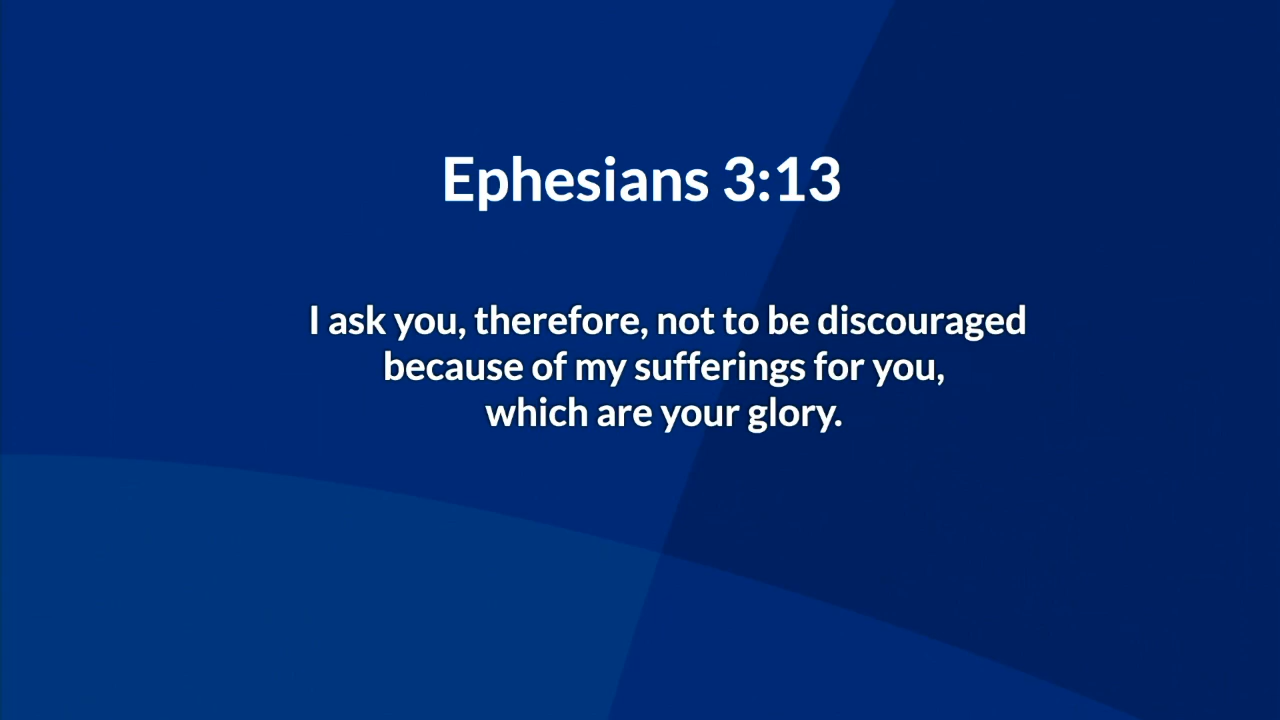 Ephesians 3:13
I ask you, therefore, not to be discouraged
because of my sufferings for you,
which are your glory.